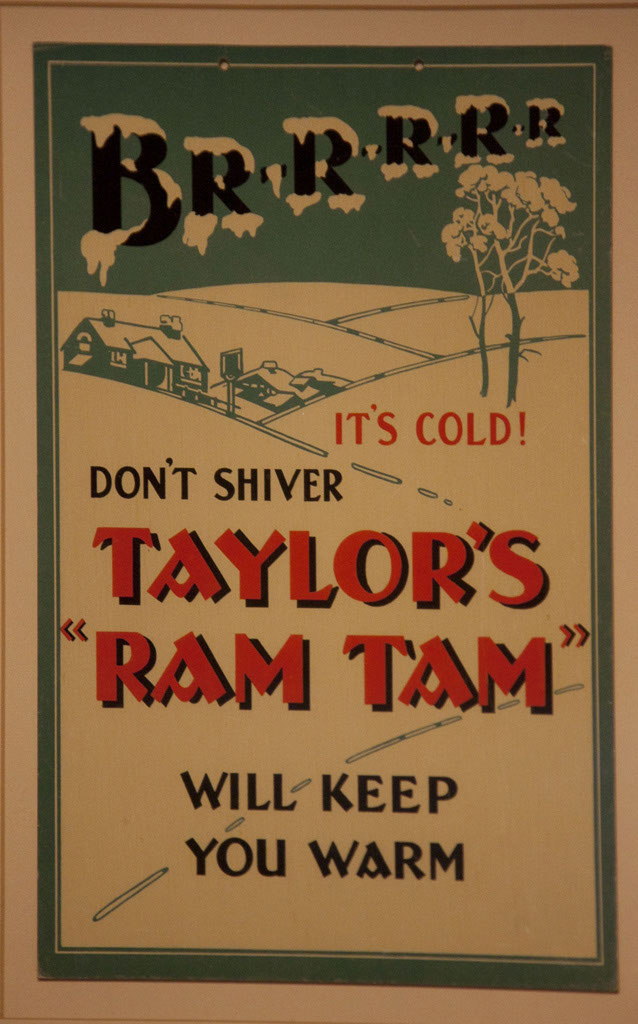 BR-R-R-R-R
IT'S COLD!
DON'T SHIVER
TAYLOR'S
"RAM TAM"
WILL KEEP
YOU WARM